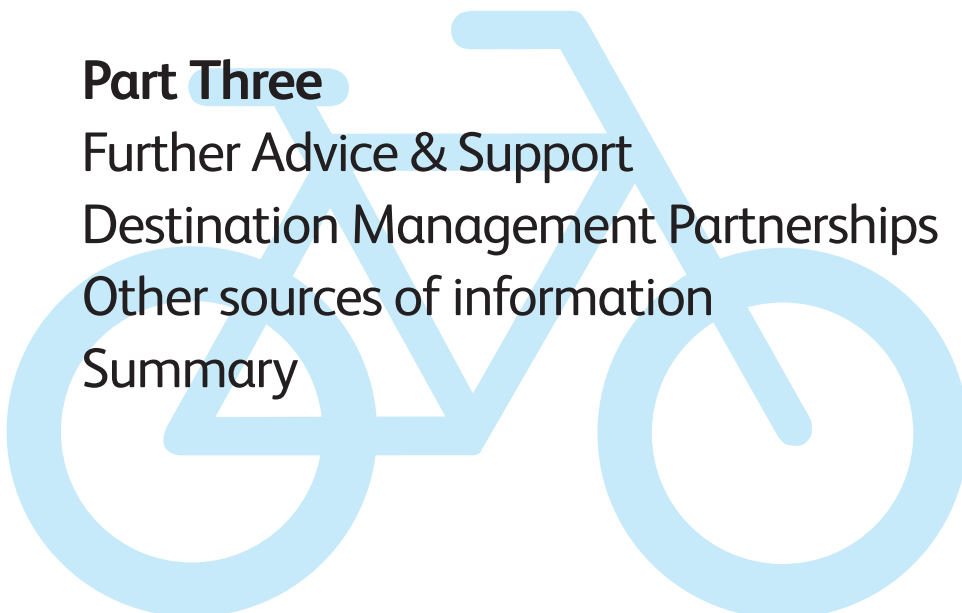 Part Three
Further Advice & Support
Destination Management Partnerships
Other sources of information
Summary